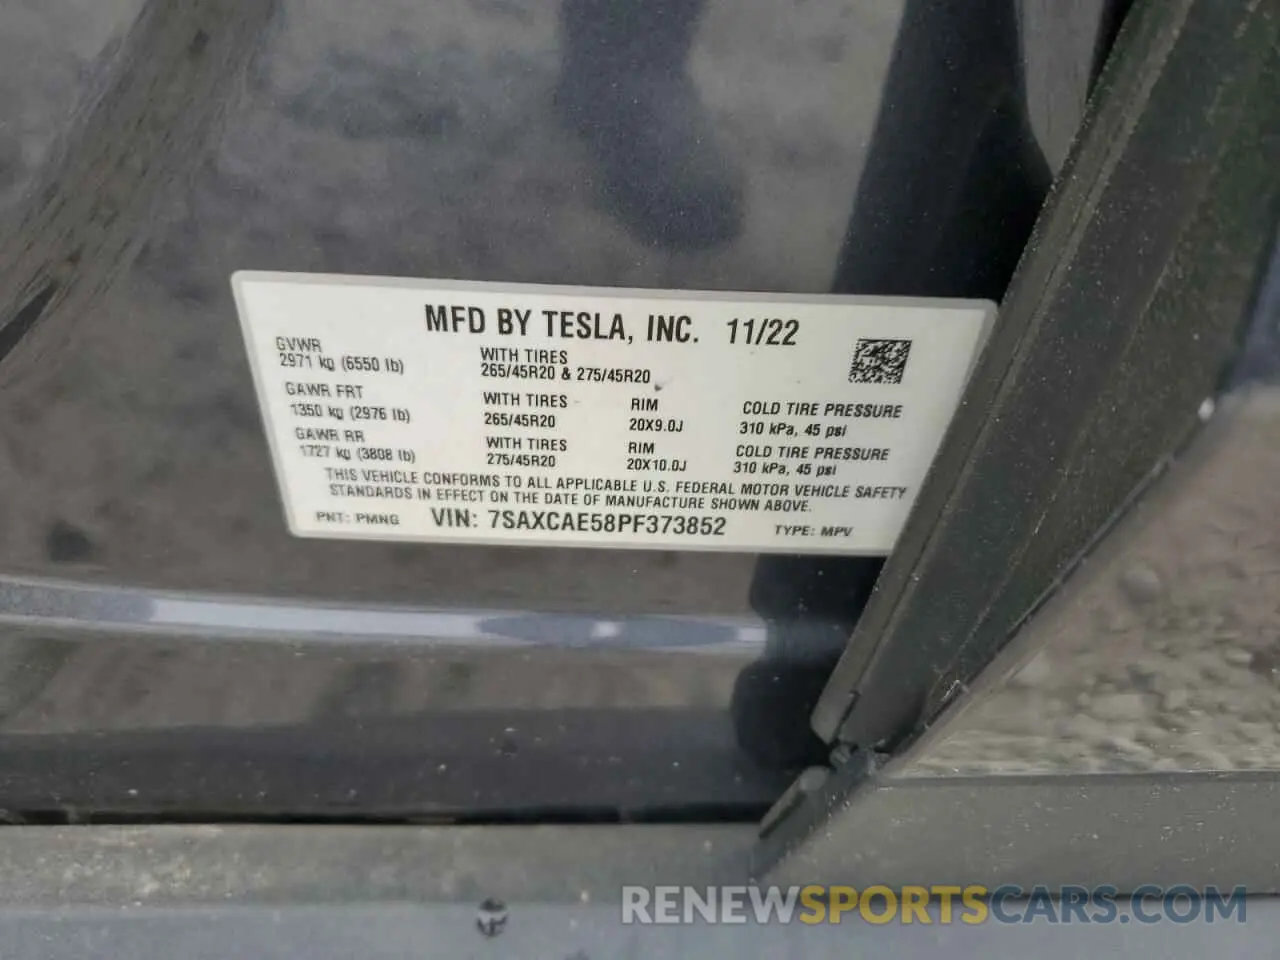 MFD BY TESLA, INC. 11/22
GVWR
2971 kg (6550 lb)
WITH TIRES
265/45R20 & 275/45R20
GAWR FRT
1350 kg (2976 lb)
WITH TIRES
265/45R20
RIM
20X9.0J
COLD TIRE PRESSURE
310 kPa, 45 psi
GAWR RR
1727 kg (3808 lb)
WITH TIRES
275/45R20
RIM
20X10.0J
COLD TIRE PRESSURE
310 kPa, 45 psi
THIS VEHICLE CONFORMS TO ALL APPLICABLE U.S. FEDERAL MOTOR VEHICLE SAFETY
STANDARDS IN EFFECT ON THE DATE OF MANUFACTURE SHOWN ABOVE.
PNT: PMNG VIN: 7SAXCAE58PF373852 TYPE: MPV
RENEWSPORTSCARS.COM